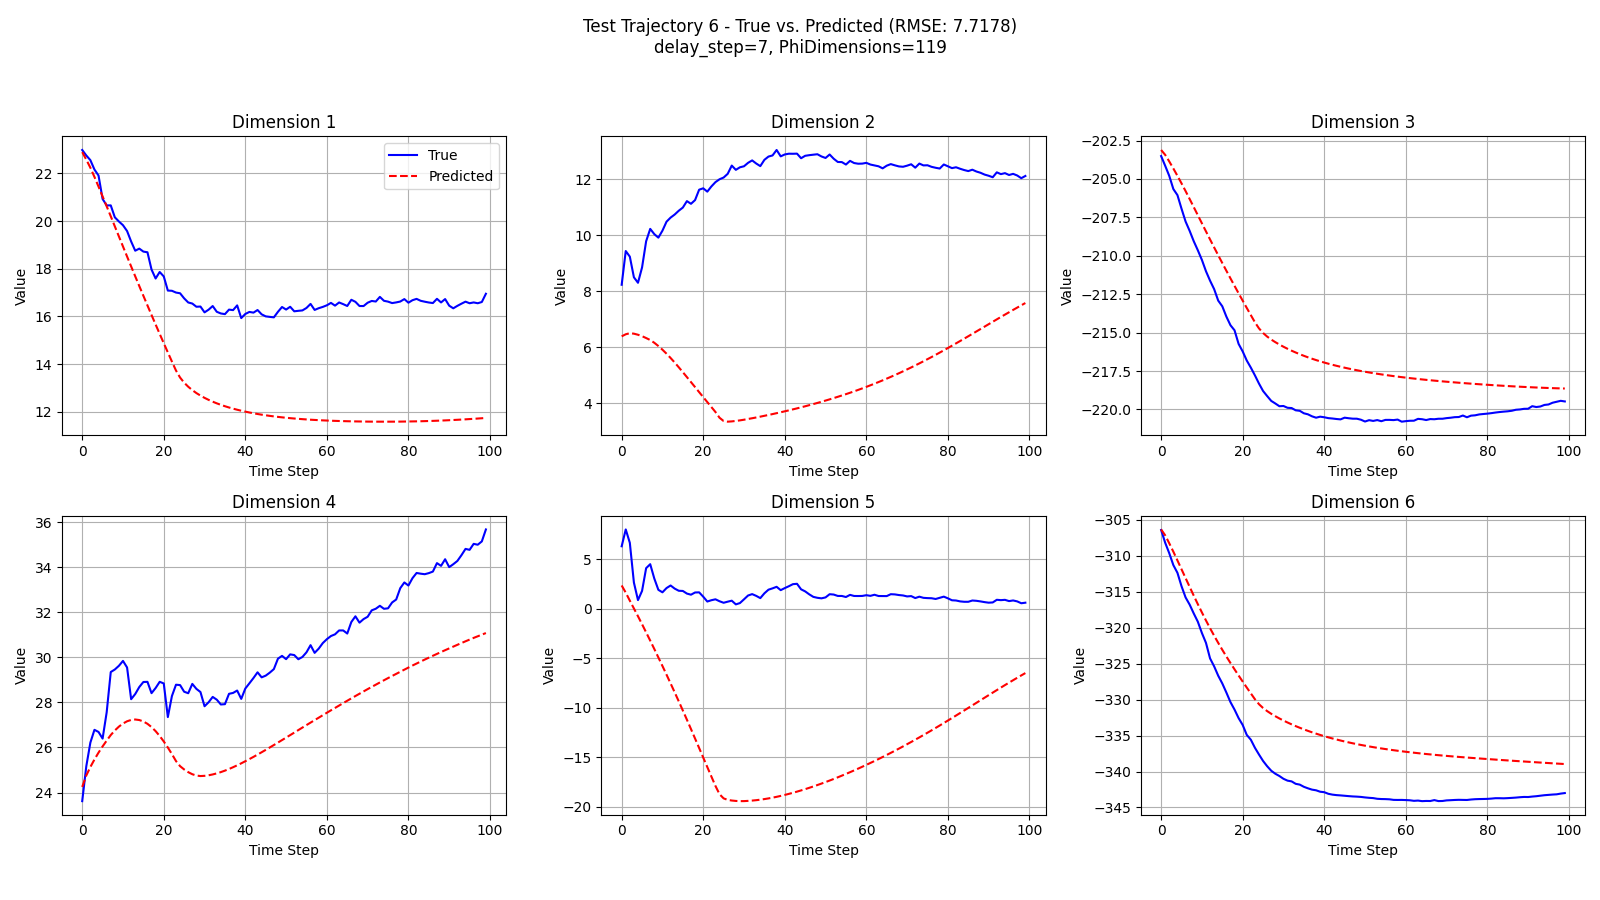 Test Trajectory 6 - True vs. Predicted (RMSE: 7.7178)
delay_step=7, PhiDimensions=119
Dimension 1
True
Predicted
22
20
18
16
14
12
Value
0 20 40 60 80 100
Time Step
Dimension 2
12
10
8
6
4
Value
0 20 40 60 80 100
Time Step
Dimension 3
−202.5
−205.0
−207.5
−210.0
−212.5
−215.0
−217.5
−220.0
Value
0 20 40 60 80 100
Time Step
Dimension 4
36
34
32
30
28
26
24
Value
0 20 40 60 80 100
Time Step
Dimension 5
5
0
−5
−10
−15
−20
Value
0 20 40 60 80 100
Time Step
Dimension 6
−305
−310
−315
−320
−325
−330
−335
−340
−345
Value
0 20 40 60 80 100
Time Step